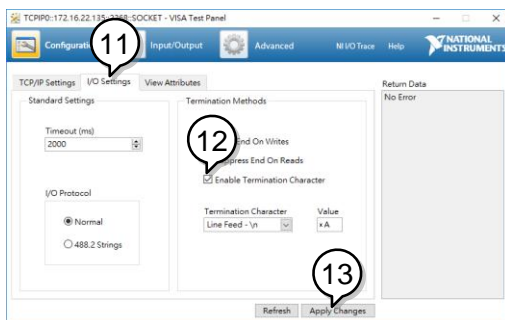 TCPIP0::172.16.22.135::2268::SOCKET - VISA Test Panel
Input/Output
Advanced
NI I/O Trace
Help
NATIONAL
INSTRUMENTS
11
TCP/IP Settings
I/O Settings
View Attributes
Return Data
No Error
Standard Settings
Termination Methods
Timeout (ms)
2000
12
End On Writes
End On Reads
Enable Termination Character
I/O Protocol
Normal
488.2 Strings
Termination Character
Value
Line Feed - \n
xA
13
Refresh
Apply Changes